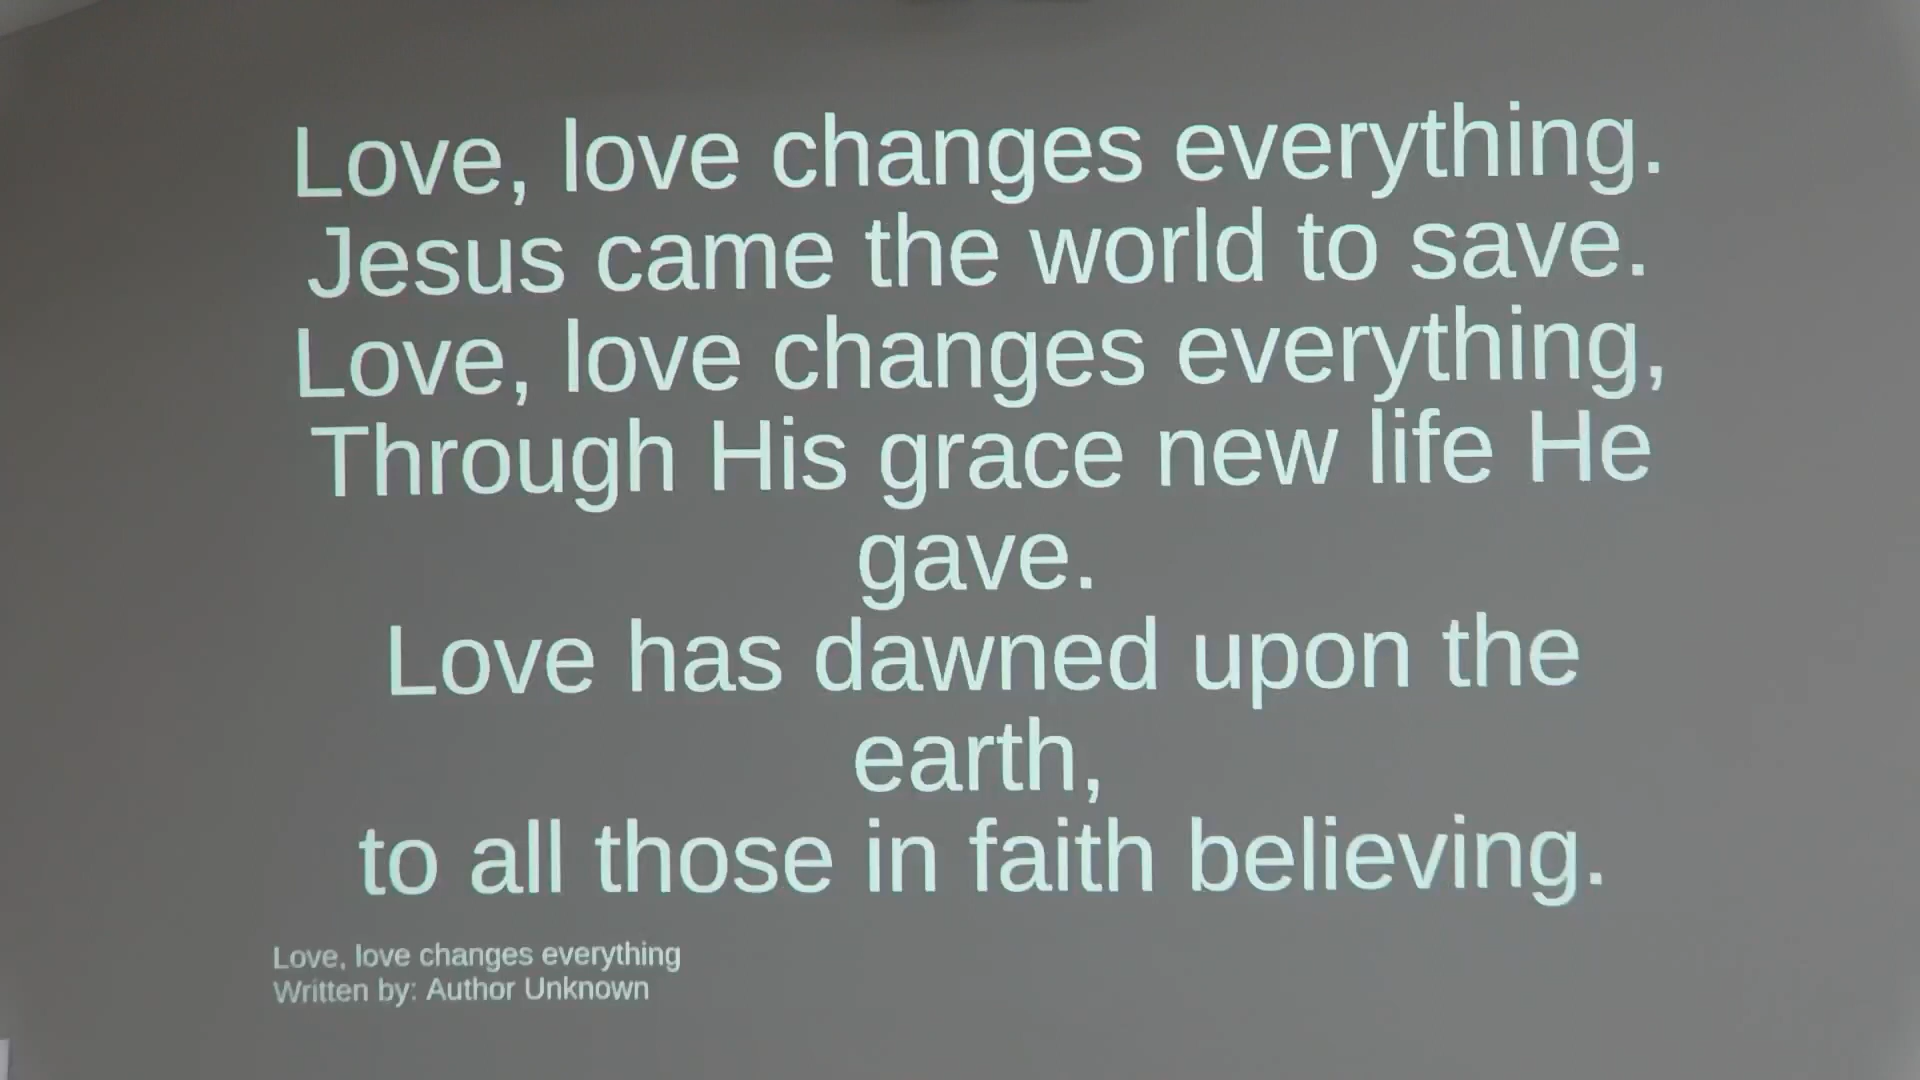 Love, love changes everything.
Jesus came the world to save.
Love, love changes everything,
Through His grace new life He
gave.
Love has dawned upon the
earth,
to all those in faith believing.
Love, love changes everything
Written by: Author Unknown